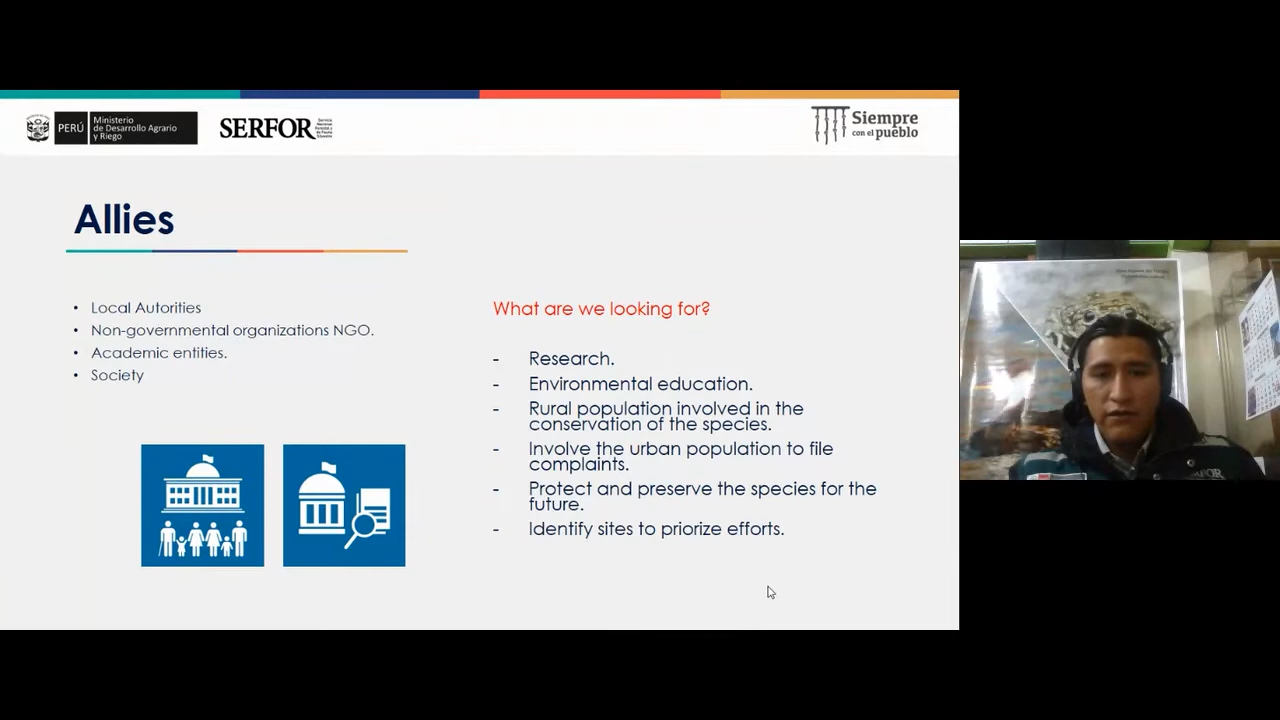 PERÚ
Ministerio
de Desarrollo Agrario
y Riego
SERFOR
Servicio
Nacional
Forestal y
de Fauna
Silvestre
Siempre
con el pueblo
Allies
• Local Autorities
• Non-governmental organizations NGO.
• Academic entities.
• Society
What are we looking for?
- Research.
- Environmental education.
- Rural population involved in the
conservation of the species.
- Involve the urban population to file
complaints.
- Protect and preserve the species for the
future.
- Identify sites to priorize efforts.